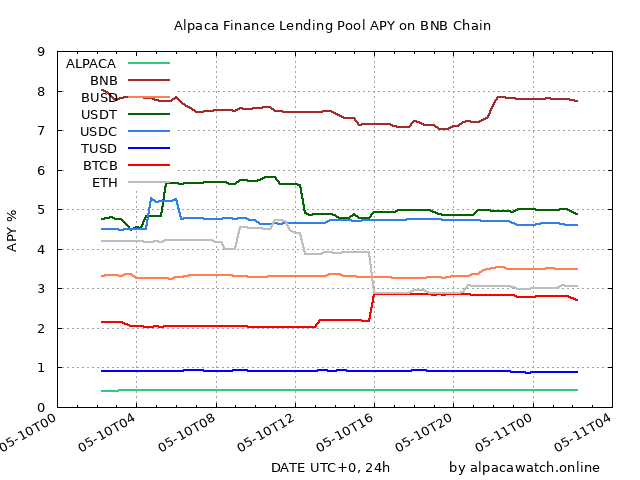 Alpaca Finance Lending Pool APY on BNB Chain
APY %
9
8
7
6
5
4
3
2
1
0
ALPACA
BNB
BUSD
USDT
USDC
TUSD
BTCB
ETH
05-10T00
05-10T04
05-10T08
05-10T12
05-10T16
05-10T20
05-11T00
05-11T04
DATE UTC+0, 24h
by alpacawatch.online